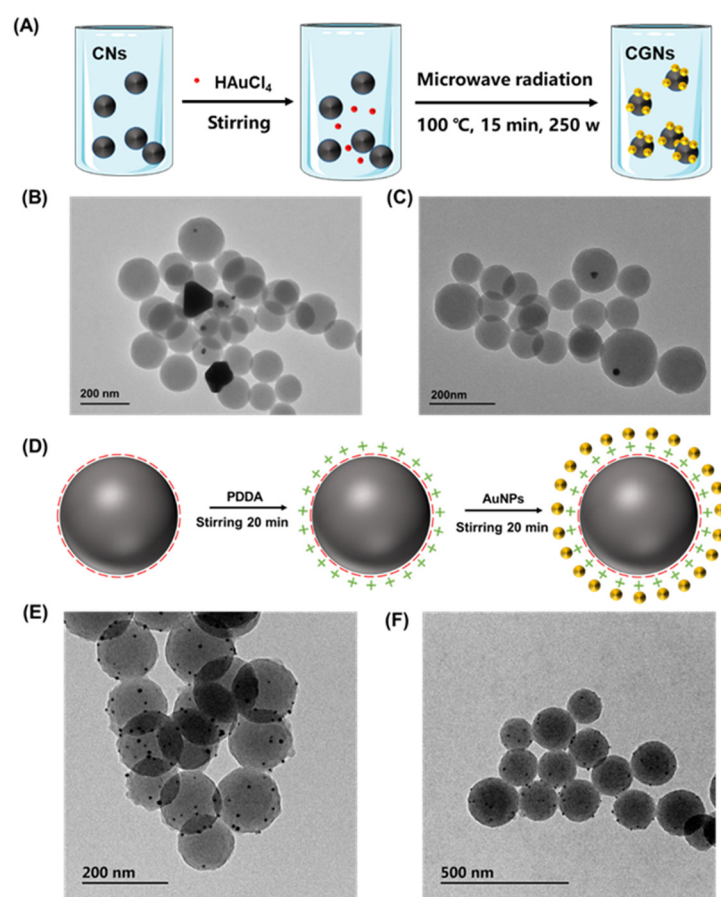 (A)
CNs
HAuCl₄
Stirring
Microwave radiation
100 ℃, 15 min, 250 w
CGNs
(B)
200 nm
(C)
200nm
(D)
PDDA
Stirring 20 min
AuNPs
Stirring 20 min
(E)
200 nm
(F)
500 nm